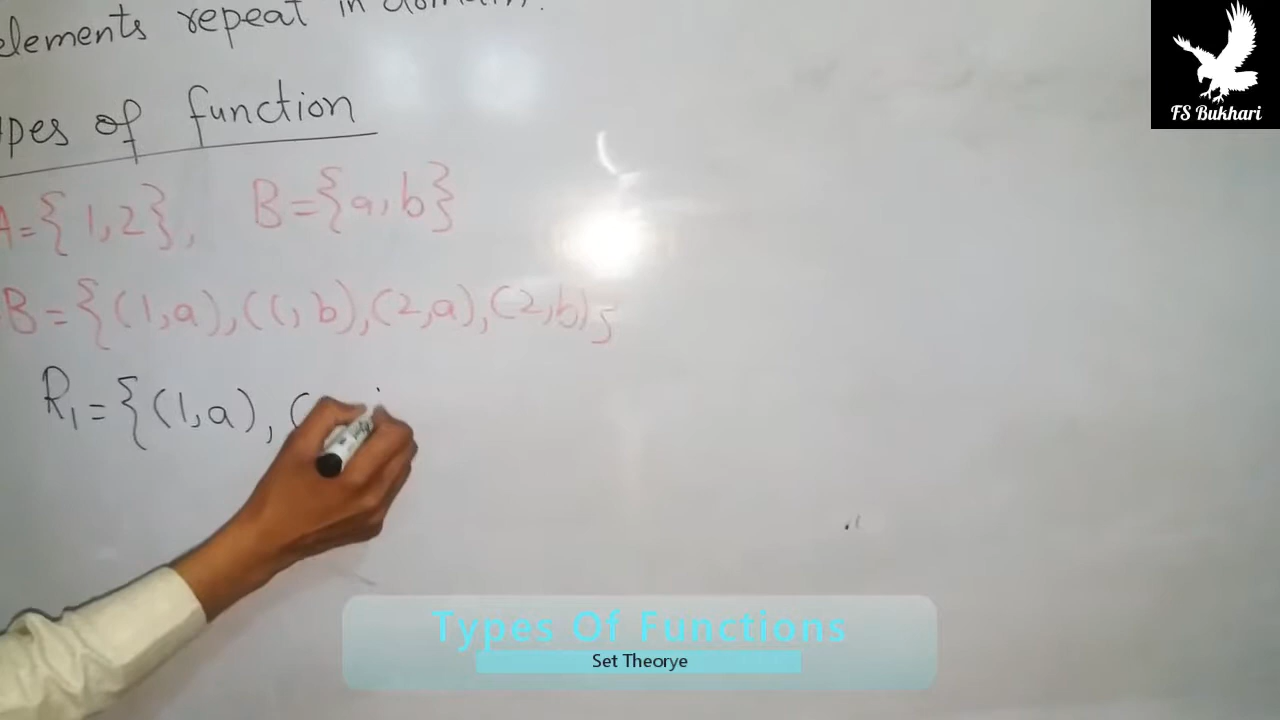 elements repeat in domain.
pes of function
A={1,2}, B={a,b}
B={(1,a),(1,b),(2,a),(2,b)}
R₁={(1,a),(
FS Bukhari
Types Of Functions
Set Theorye